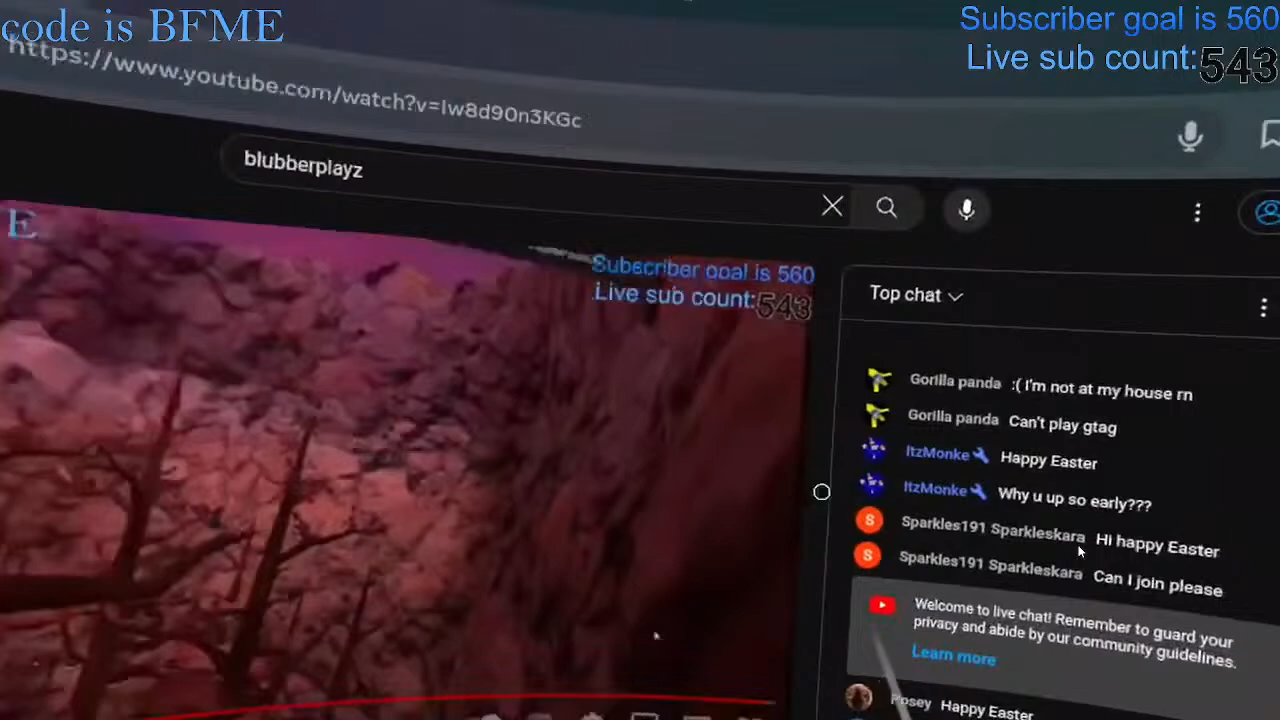 code is BFME
Subscriber goal is 560
Live sub count:543
https://www.youtube.com/watch?v=Iw8d90n3KGc
blubberplayz
E
Subscriber goal is 560
Live sub count:543
Top chat
Gorilla panda :( I'm not at my house rn
Gorilla panda Can't play gtag
ItzMonke Happy Easter
ItzMonke Why u up so early???
S Sparkles191 Sparkleskara Hi happy Easter
S Sparkles191 Sparkleskara Can I join please
Welcome to live chat! Remember to guard your
privacy and abide by our community guidelines.
Learn more
Posey Happy Easter